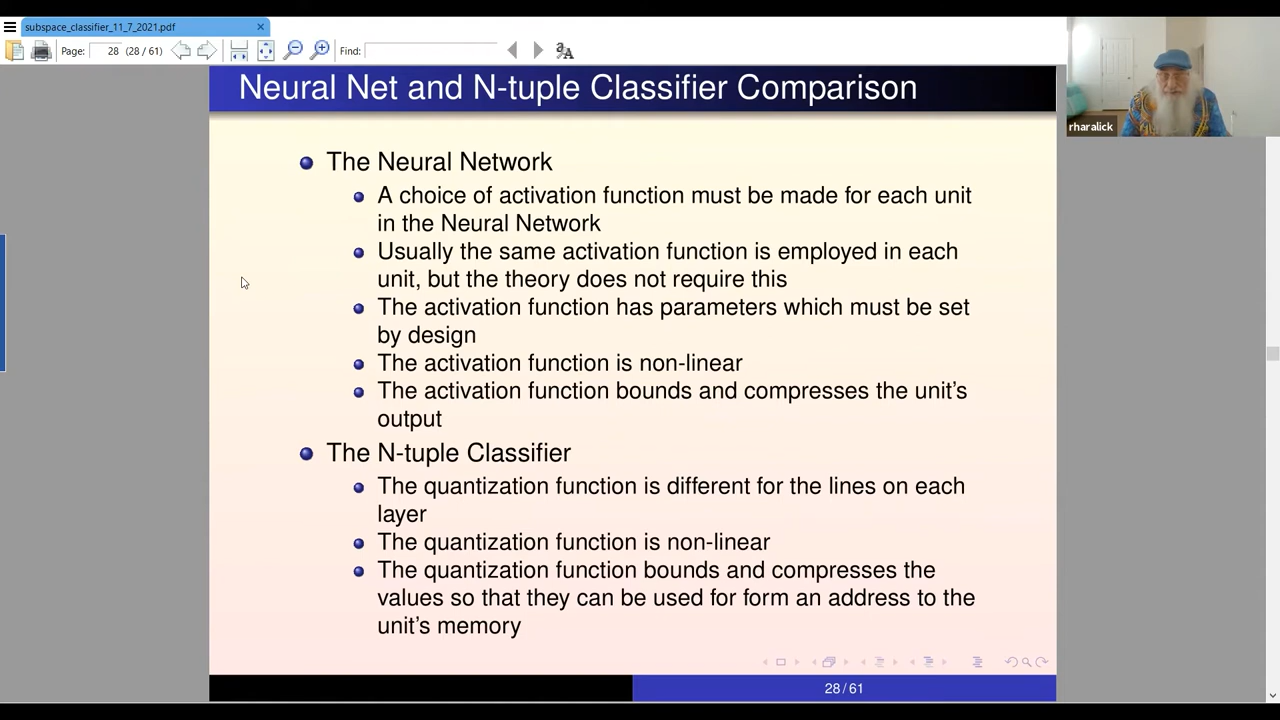 subspace_classifier_11_7_2021.pdf
Page: 28 (28 / 61) Find:
Neural Net and N-tuple Classifier Comparison
rharalick
The Neural Network
A choice of activation function must be made for each unit
in the Neural Network
Usually the same activation function is employed in each
unit, but the theory does not require this
The activation function has parameters which must be set
by design
The activation function is non-linear
The activation function bounds and compresses the unit's
output
The N-tuple Classifier
The quantization function is different for the lines on each
layer
The quantization function is non-linear
The quantization function bounds and compresses the
values so that they can be used for form an address to the
unit's memory
28 / 61